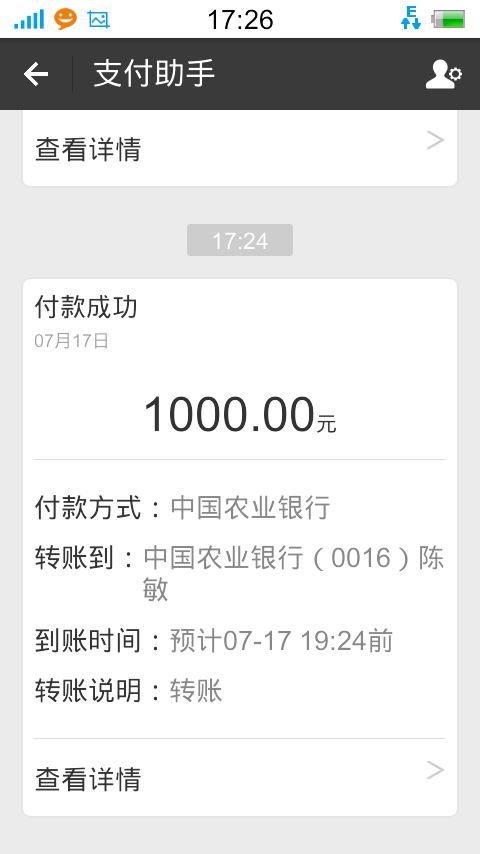 17:26
E
支付助手
查看详情
17:24
付款成功
07月17日
1000.00元
付款方式：中国农业银行
转账到：中国农业银行（0016）陈
敏
到账时间：预计07-17 19:24前
转账说明：转账
查看详情